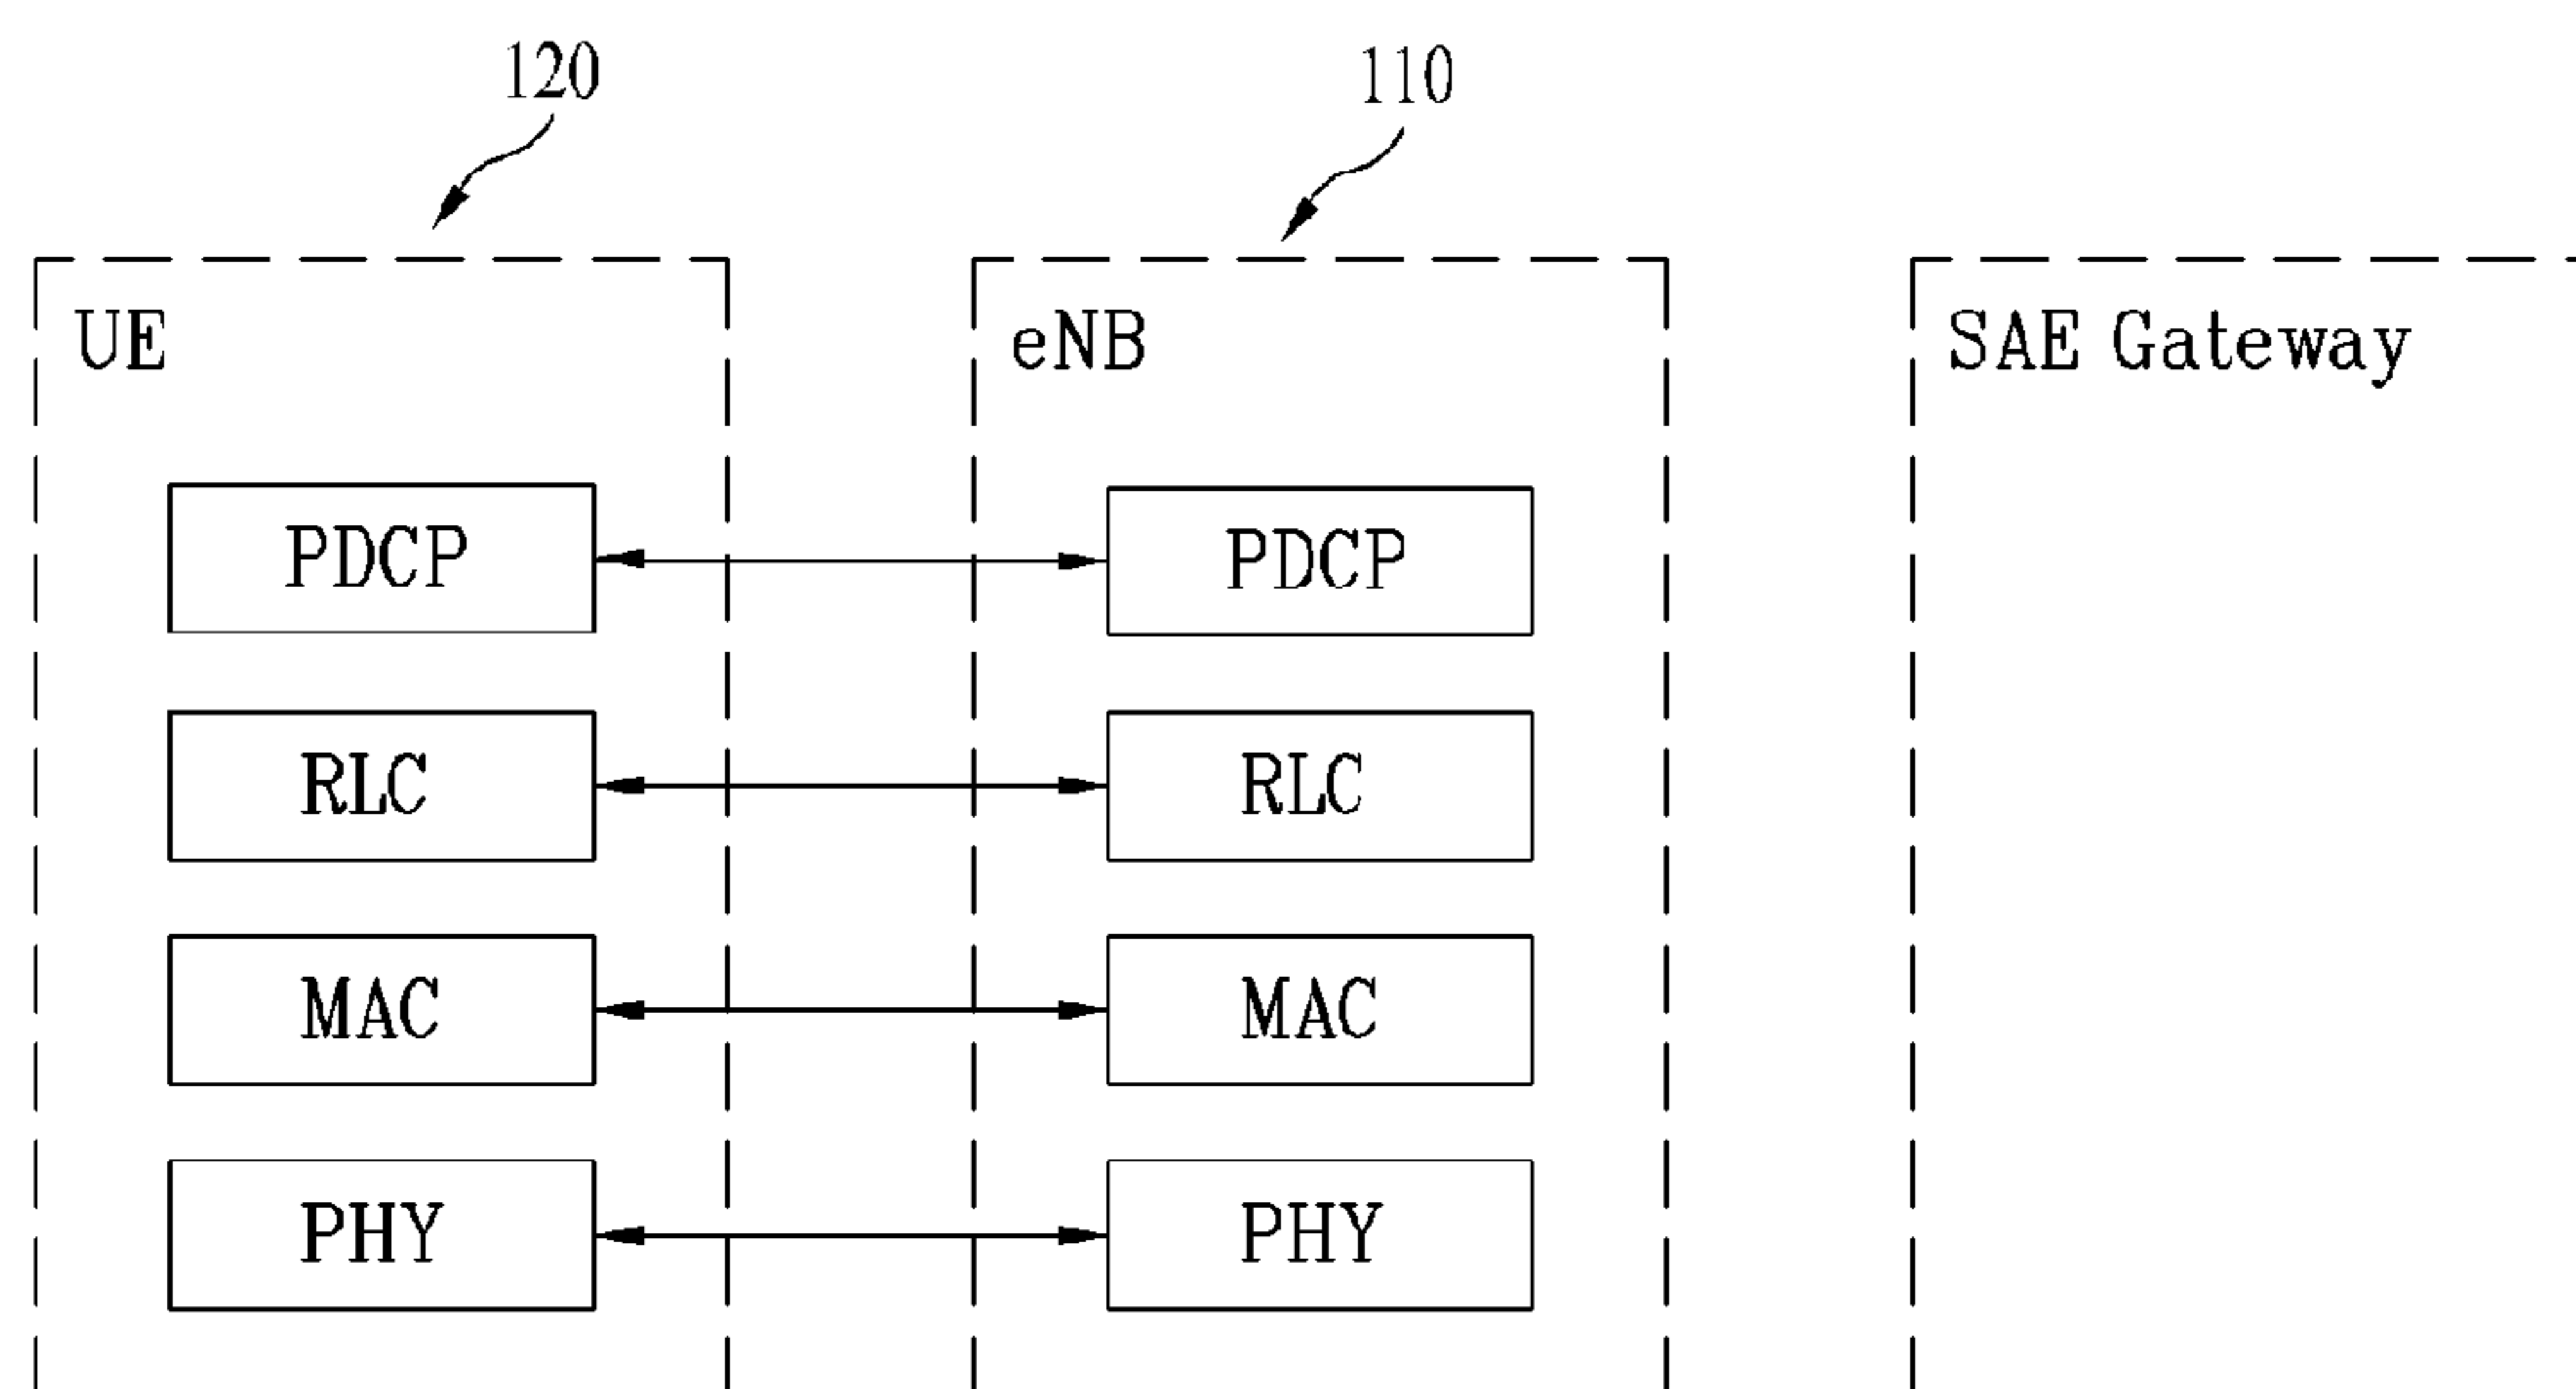 120 110
UE eNB SAE Gateway
PDCP PDCP
RLC RLC
MAC MAC
PHY PHY